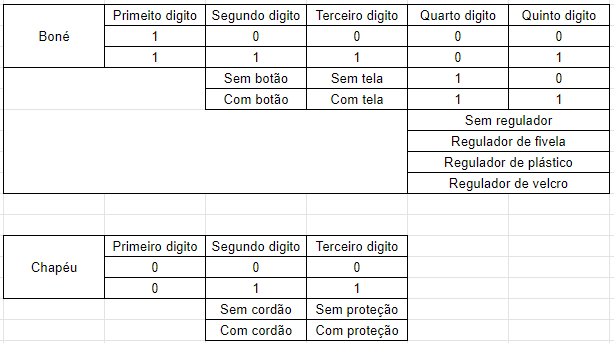 Boné Primeito digito Segundo digito Terceiro digito Quarto digito Quinto digito
1 0 0 0 0
1 1 1 0 1
Sem botão Sem tela 1 0
Com botão Com tela 1 1
Sem regulador
Regulador de fivela
Regulador de plástico
Regulador de velcro
Chapéu Primeiro digito Segundo digito Terceiro digito
0 0 0
0 1 1
Sem cordão Sem proteção
Com cordão Com proteção